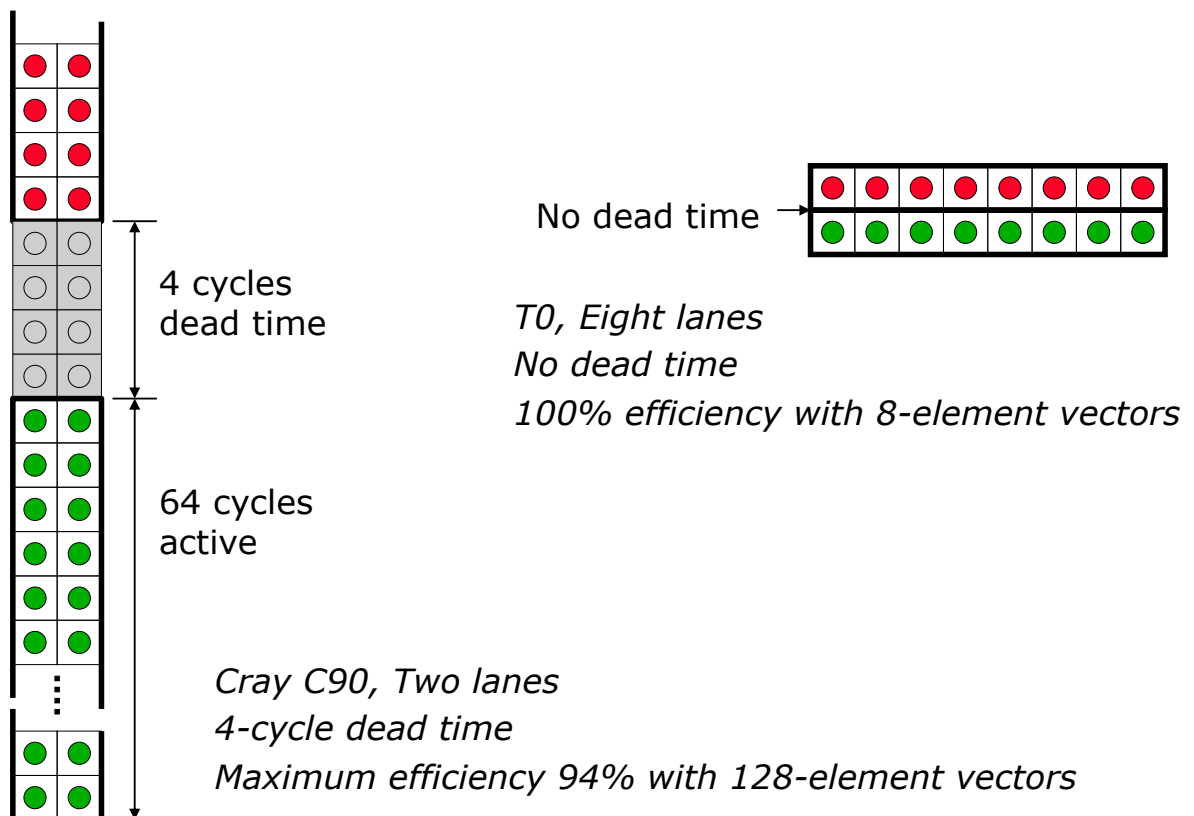 No dead time
4 cycles
dead time
T0, Eight lanes
No dead time
100% efficiency with 8-element vectors
64 cycles
active
Cray C90, Two lanes
4-cycle dead time
Maximum efficiency 94% with 128-element vectors